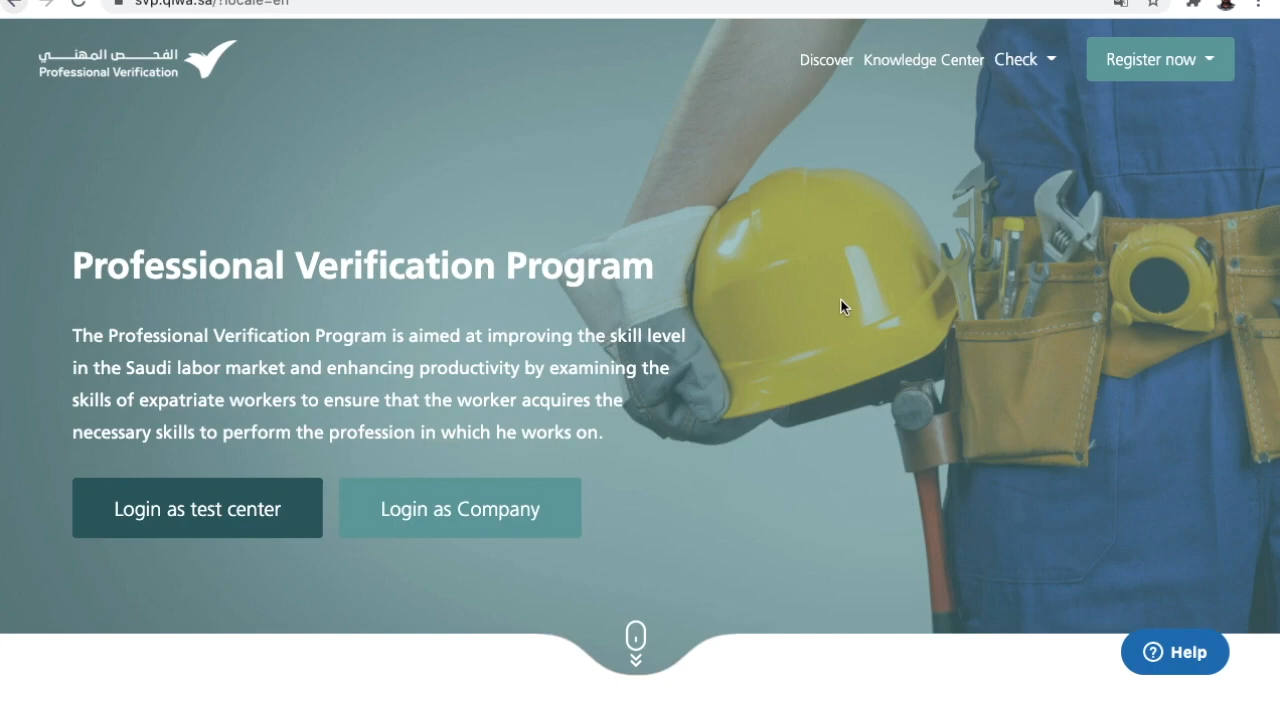 svp.qiwa.sa/?locale=en
الفحص المهني
Professional Verification
Discover
Knowledge Center
Check
Register now
Professional Verification Program
The Professional Verification Program is aimed at improving the skill level
in the Saudi labor market and enhancing productivity by examining the
skills of expatriate workers to ensure that the worker acquires the
necessary skills to perform the profession in which he works on.
Login as test center
Login as Company
Help